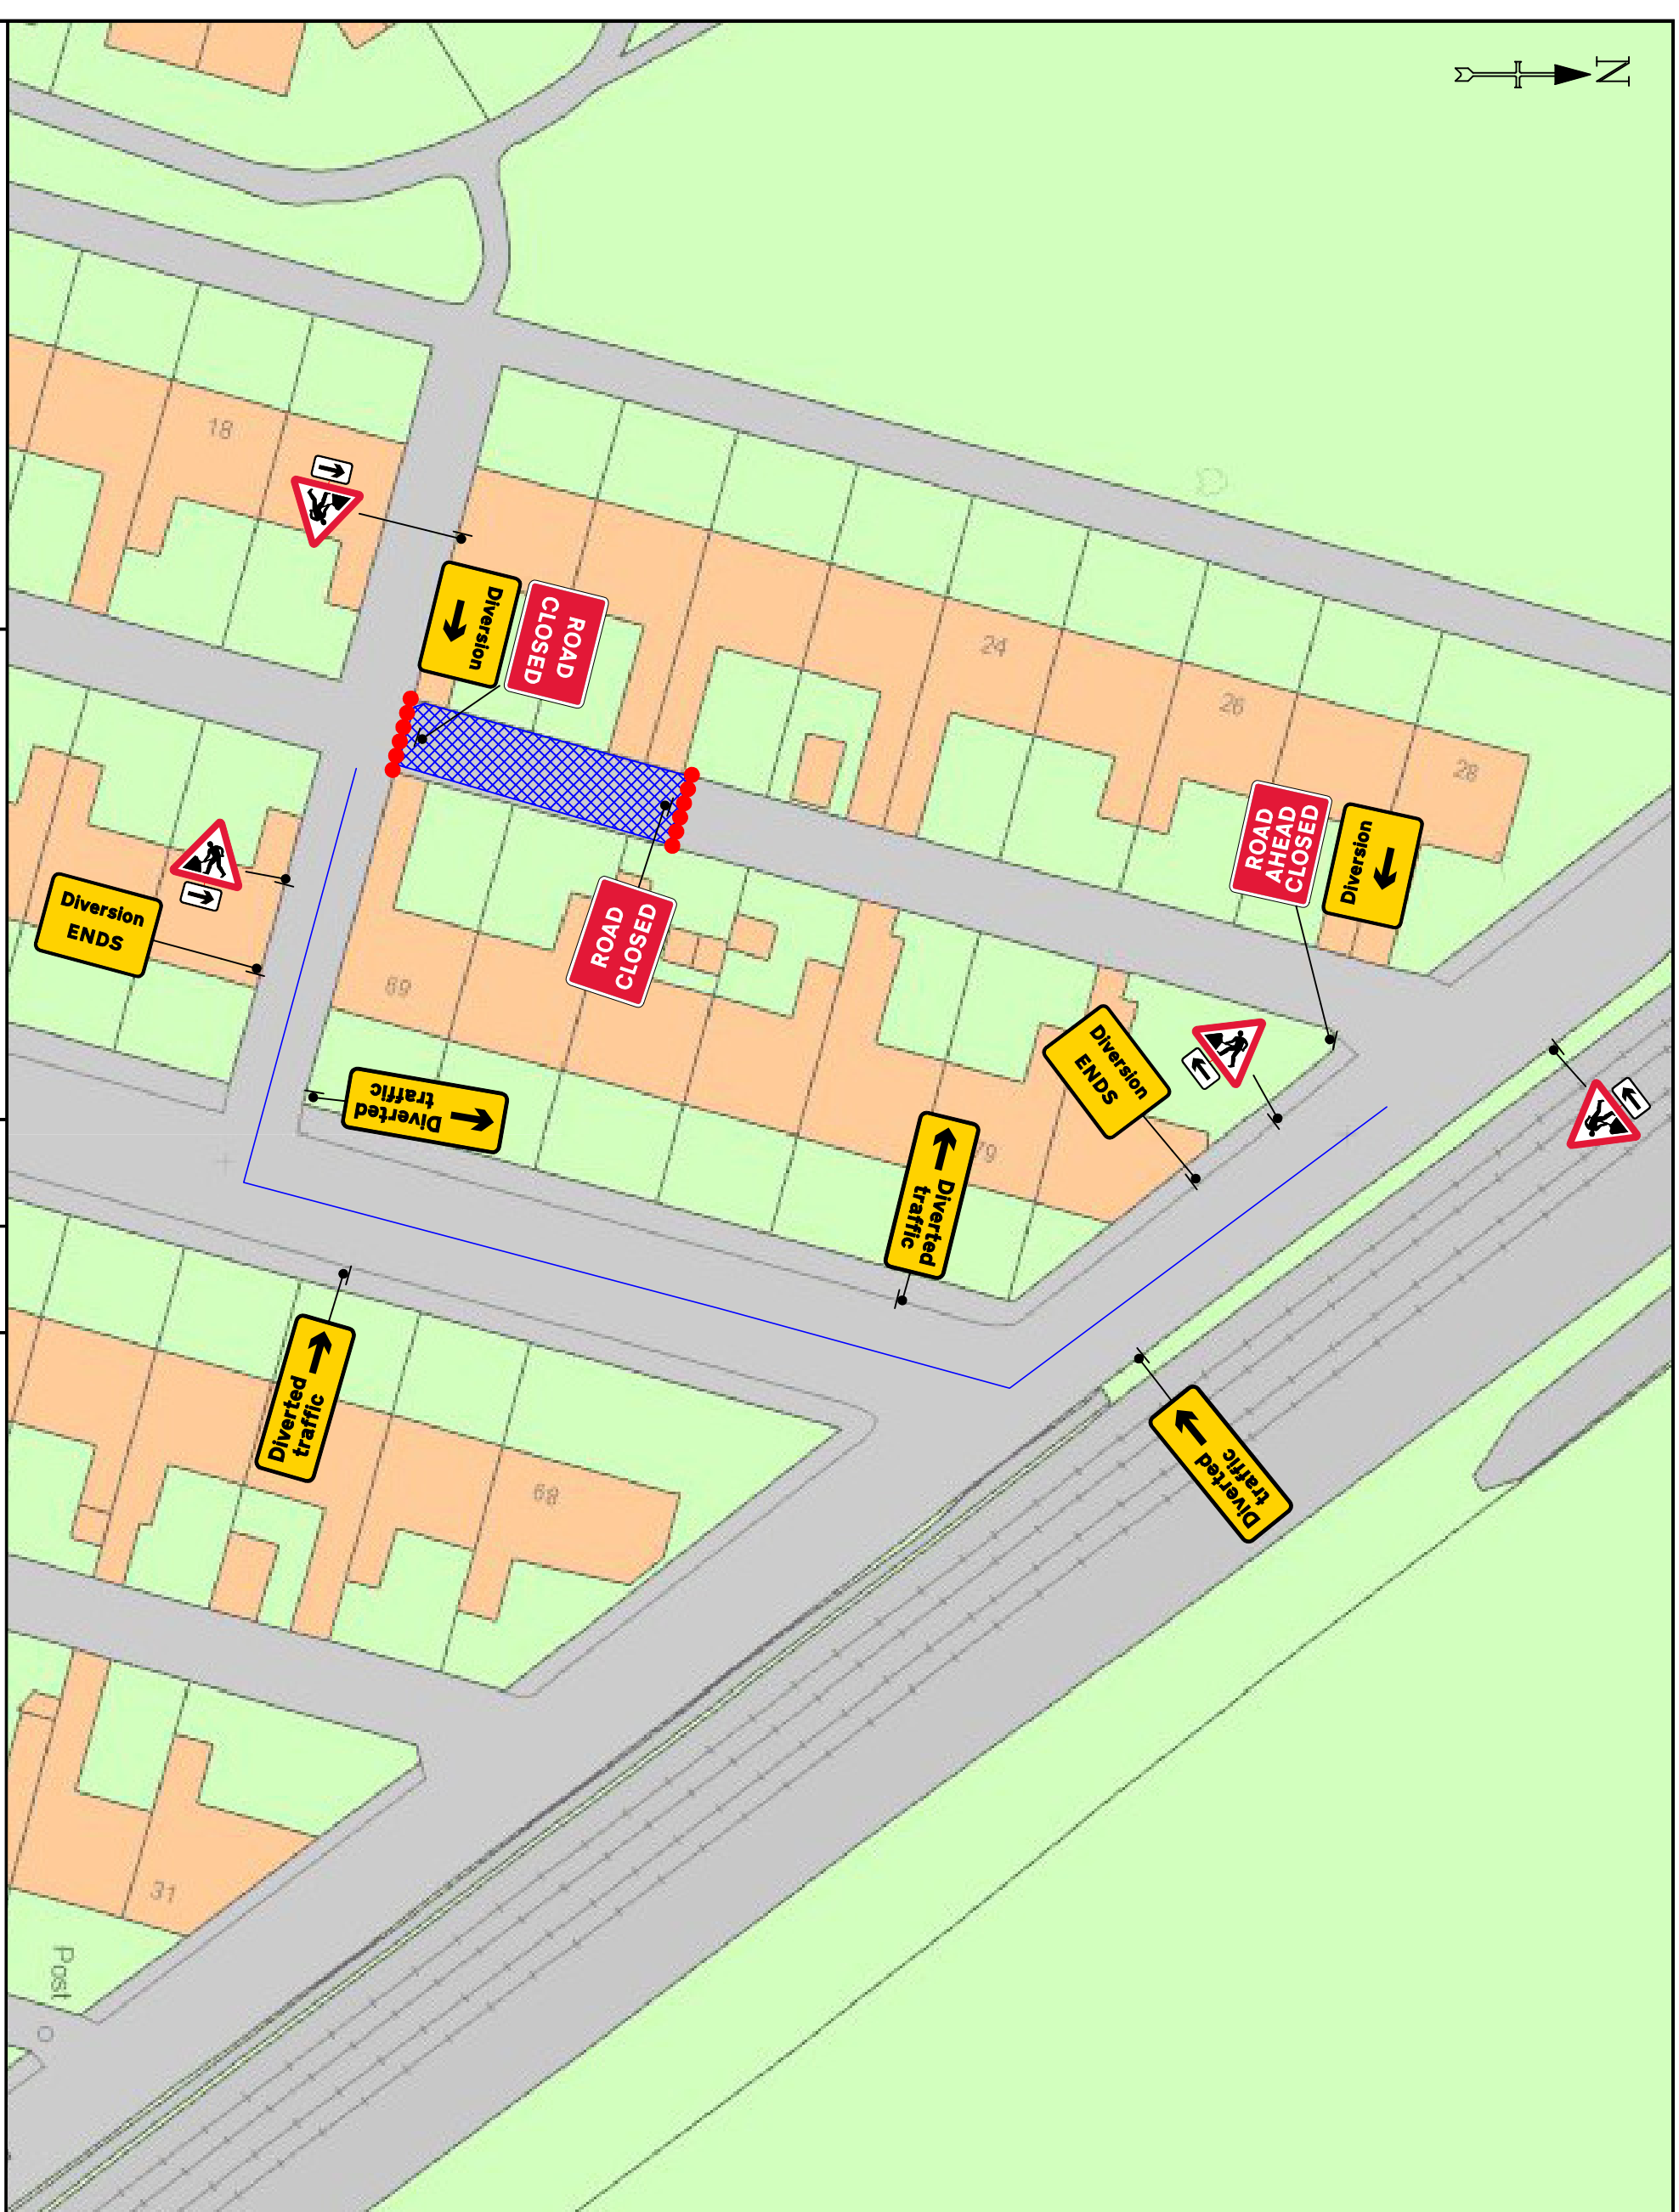 N
18
Diversion
ROAD
CLOSED
24
26
28
ROAD
AHEAD
CLOSED
Diversion
Diversion
ENDS
ROAD
CLOSED
69
Diversion
ENDS
Diverted
traffic
79
Diverted
traffic
Diverted
traffic
Diverted
traffic
68
31
Post